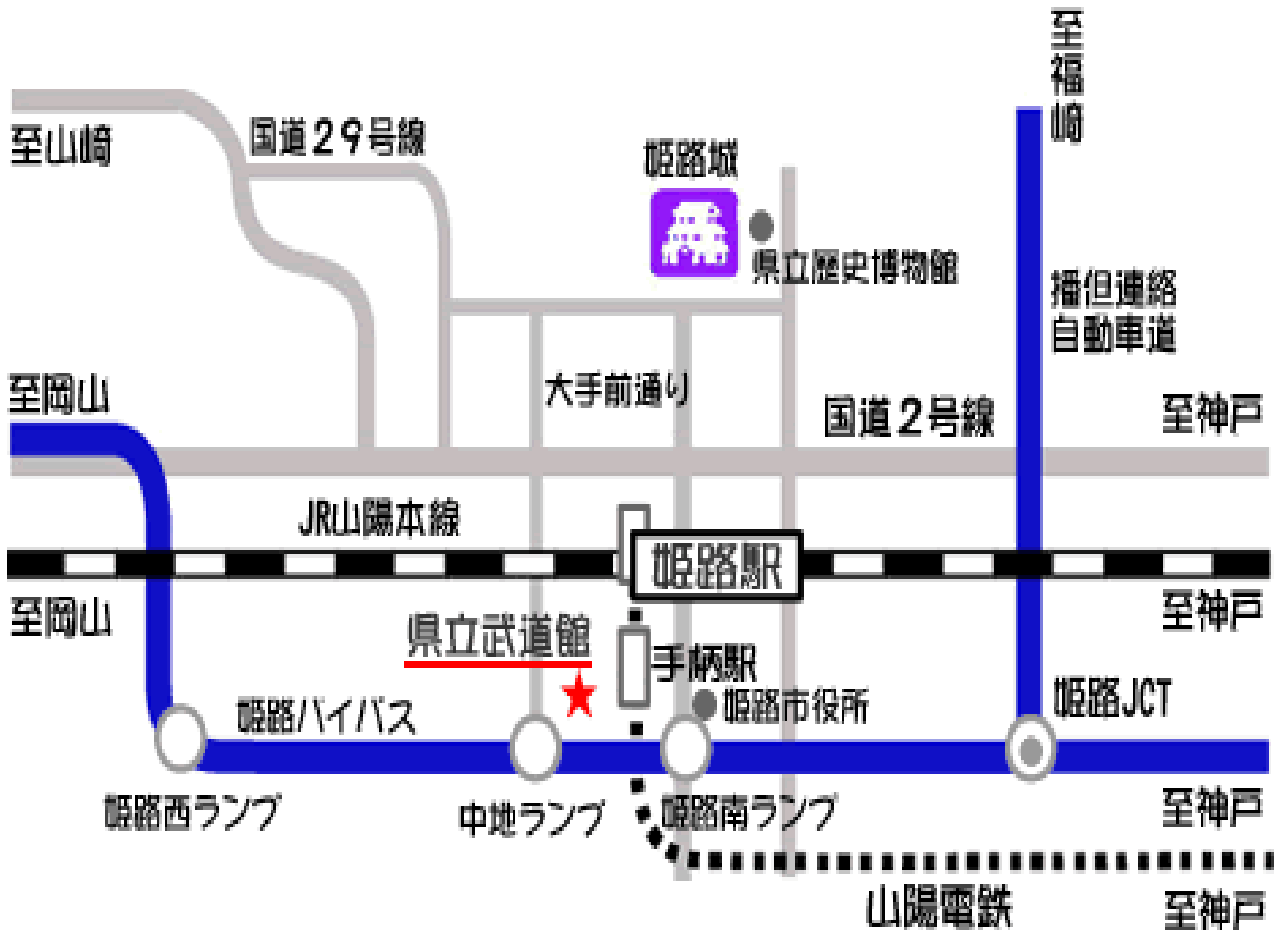 至福﨑
国道29号線
至山﨑
姫路城
県立歴史博物館
播但連絡
自動車道
至岡山
大手前通り
国道2号線
至神戸
JR山陽本線
姫路駅
至岡山
至神戸
県立武道館
手柄駅
姫路市役所
姫路JCT
姫路バイパス
姫路西ランプ
中地ランプ
姫路南ランプ
至神戸
山陽電鉄
至神戸